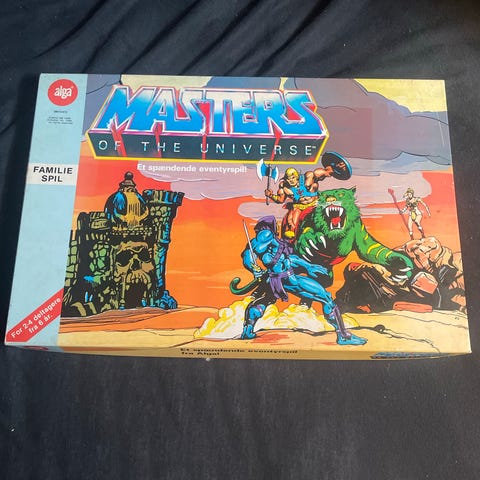 alga
MASTERS
OF THE UNIVERSE™
Et spændende eventyrspil!
FAMILIE
SPIL
For 2-4 deltagere
fra 6 år.
Et spændende eventyrspil
fra Alga!